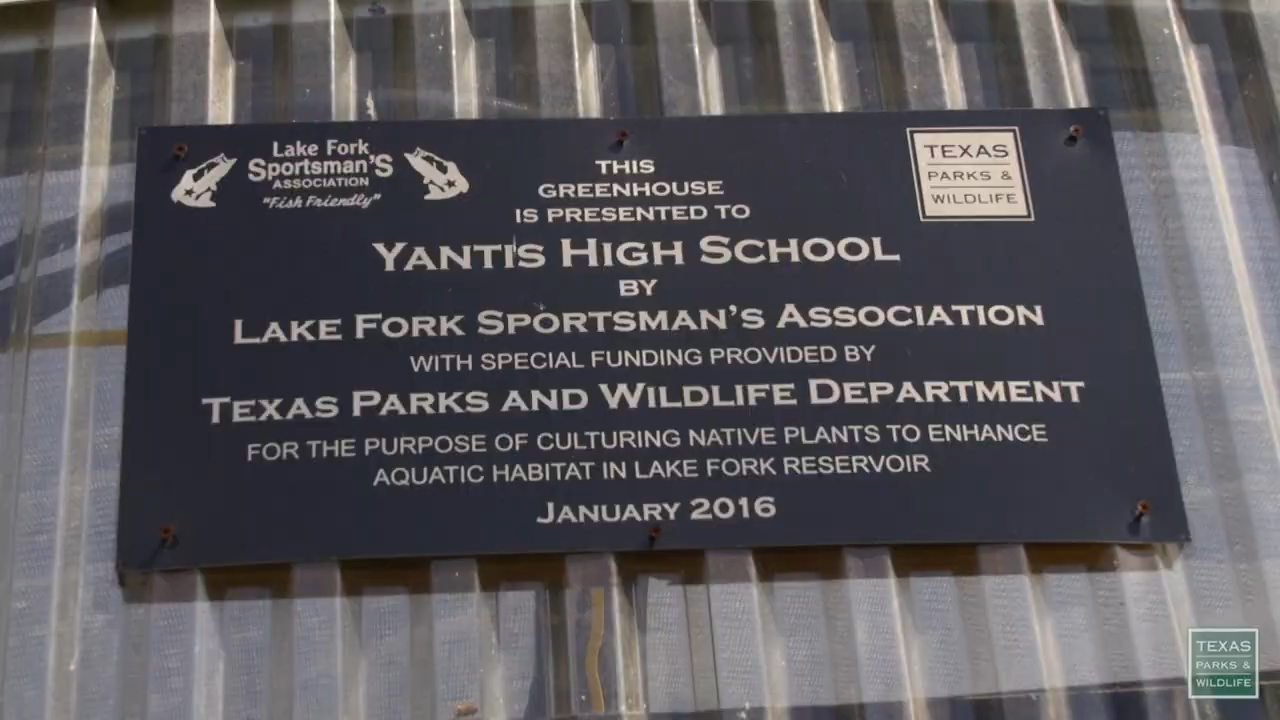 Lake Fork
Sportsman'S
ASSOCIATION
"Fish Friendly"
TEXAS
PARKS &
WILDLIFE
THIS
GREENHOUSE
IS PRESENTED TO
YANTIS HIGH SCHOOL
BY
LAKE FORK SPORTSMAN'S ASSOCIATION
WITH SPECIAL FUNDING PROVIDED BY
TEXAS PARKS AND WILDLIFE DEPARTMENT
FOR THE PURPOSE OF CULTURING NATIVE PLANTS TO ENHANCE
AQUATIC HABITAT IN LAKE FORK RESERVOIR
JANUARY 2016
TEXAS
PARKS &
WILDLIFE